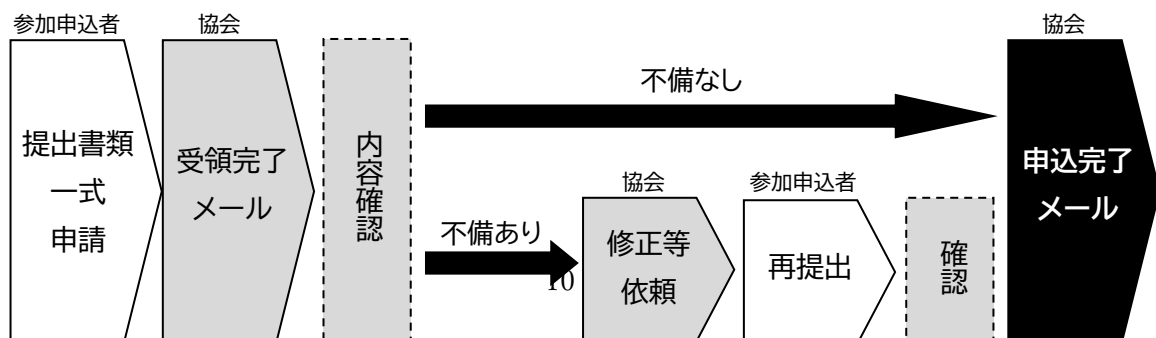 参加申込者
協会
提出書類
一式
申請
受領完了
メール
内容確認
不備なし
不備あり
10
協会
修正等
依頼
参加申込者
再提出
確認
協会
申込完了
メール